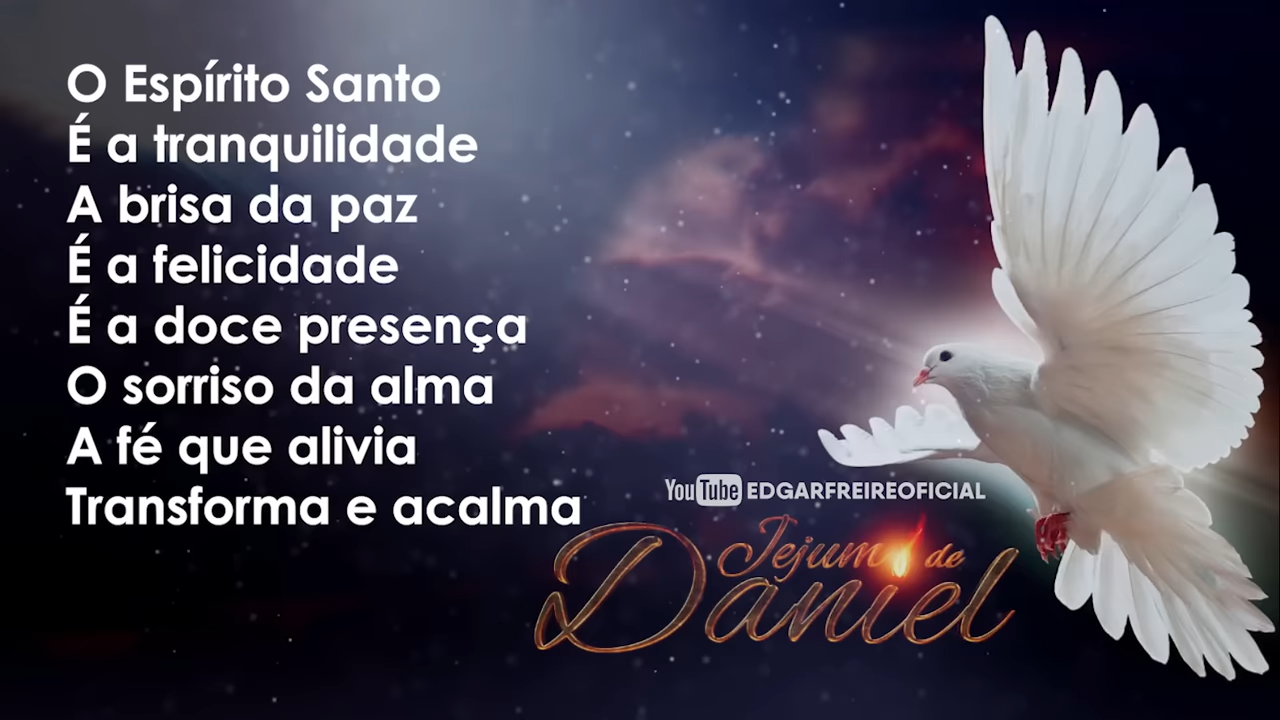 O Espírito Santo
É a tranquilidade
A brisa da paz
É a felicidade
É a doce presença
O sorriso da alma
A fé que alivia
Transforma e acalma
YouTube EDGARFREIREOFICIAL
Jejum de
Daniel